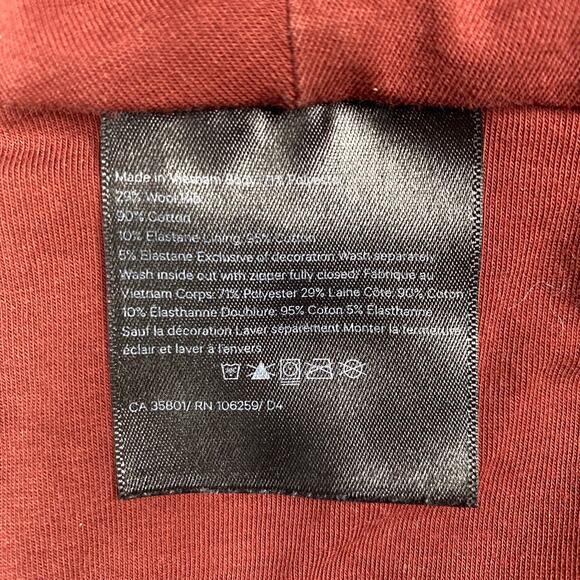 Made in Vietnam Body: 71% Polyester
29% Wool Rib:
90% Cotton
10% Elastane Lining: 95% Cotton
5% Elastane Exclusive of decoration Wash separately
Wash inside out with zipper fully closed/ Fabriqué au
Vietnam Corps: 71% Polyester 29% Laine Côte: 90% Coton
10% Elasthanne Doublure: 95% Coton 5% Elasthanne
Sauf la décoration Laver séparément Monter la fermeture
éclair et laver à l'envers
CA 35801/ RN 106259/ D4